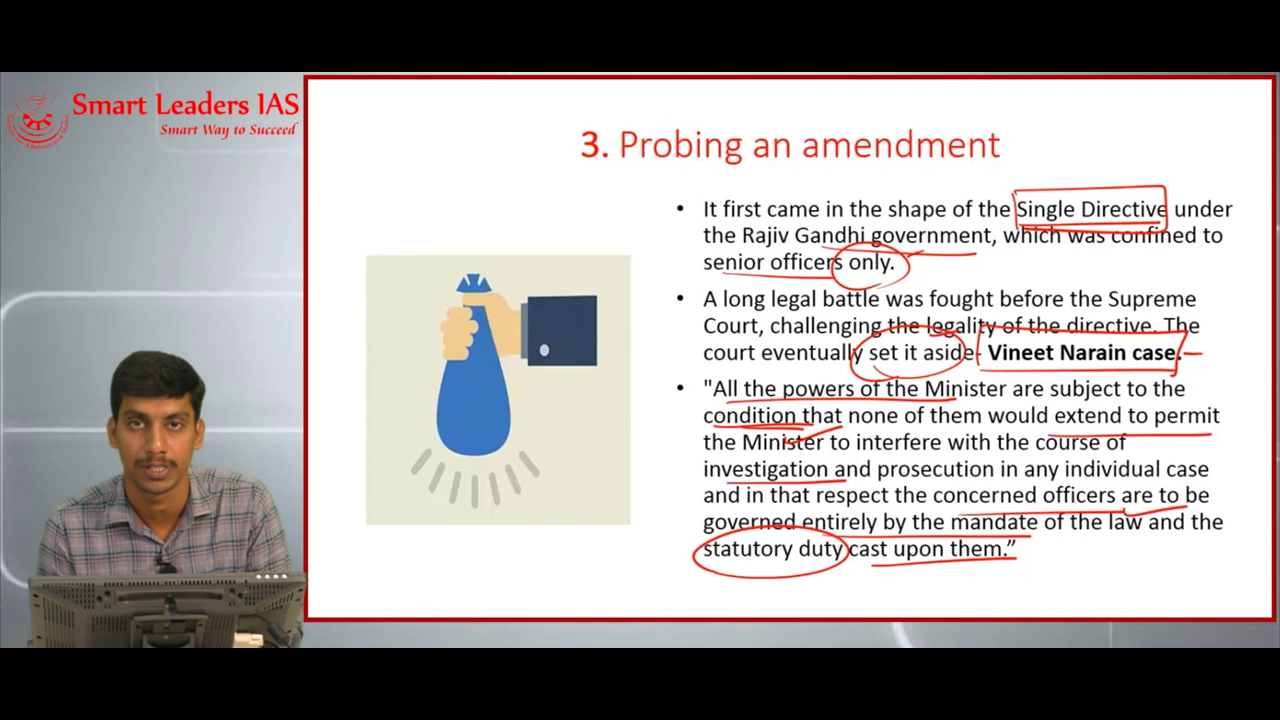 Smart Leaders IAS
Smart Way to Succeed
3. Probing an amendment
• It first came in the shape of the Single Directive under
the Rajiv Gandhi government, which was confined to
senior officers only.
• A long legal battle was fought before the Supreme
Court, challenging the legality of the directive. The
court eventually set it aside- Vineet Narain case.
• "All the powers of the Minister are subject to the
condition that none of them would extend to permit
the Minister to interfere with the course of
investigation and prosecution in any individual case
and in that respect the concerned officers are to be
governed entirely by the mandate of the law and the
statutory duty cast upon them.”